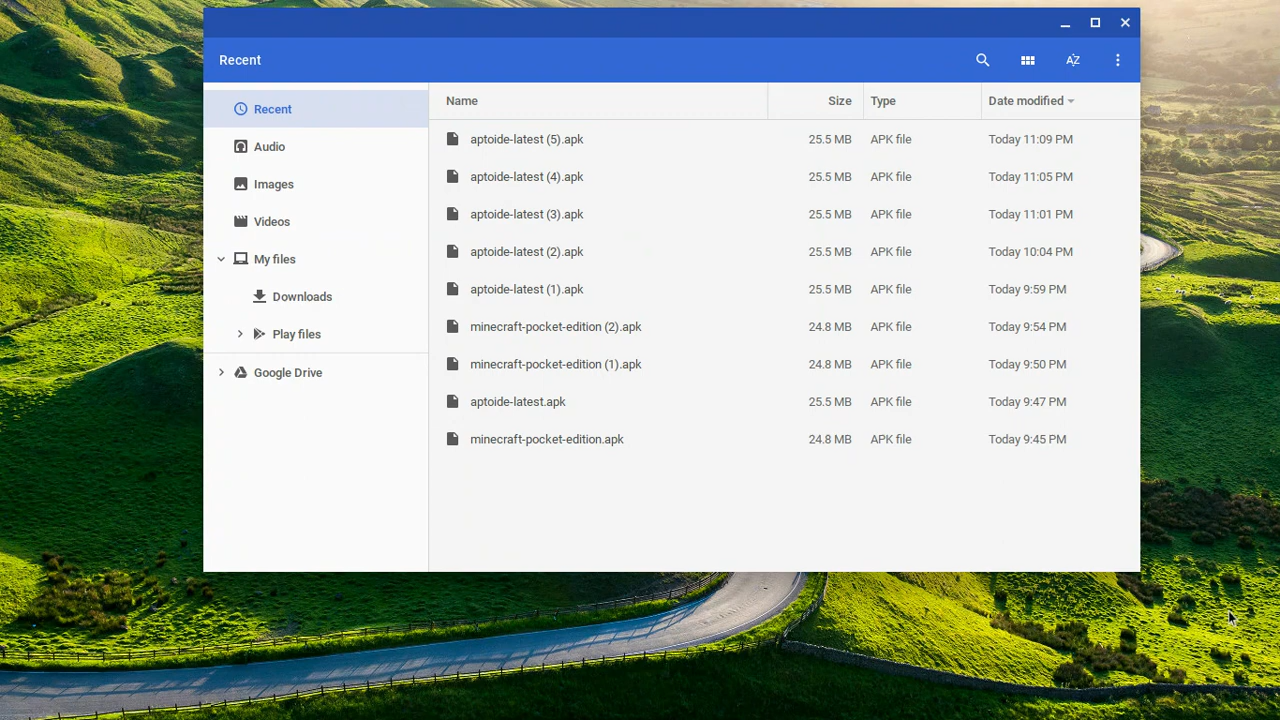 Recent
Recent
Audio
Images
Videos
My files
Downloads
Play files
Google Drive
Name Size Type Date modified
aptoide-latest (5).apk 25.5 MB APK file Today 11:09 PM
aptoide-latest (4).apk 25.5 MB APK file Today 11:05 PM
aptoide-latest (3).apk 25.5 MB APK file Today 11:01 PM
aptoide-latest (2).apk 25.5 MB APK file Today 10:04 PM
aptoide-latest (1).apk 25.5 MB APK file Today 9:59 PM
minecraft-pocket-edition (2).apk 24.8 MB APK file Today 9:54 PM
minecraft-pocket-edition (1).apk 24.8 MB APK file Today 9:50 PM
aptoide-latest.apk 25.5 MB APK file Today 9:47 PM
minecraft-pocket-edition.apk 24.8 MB APK file Today 9:45 PM